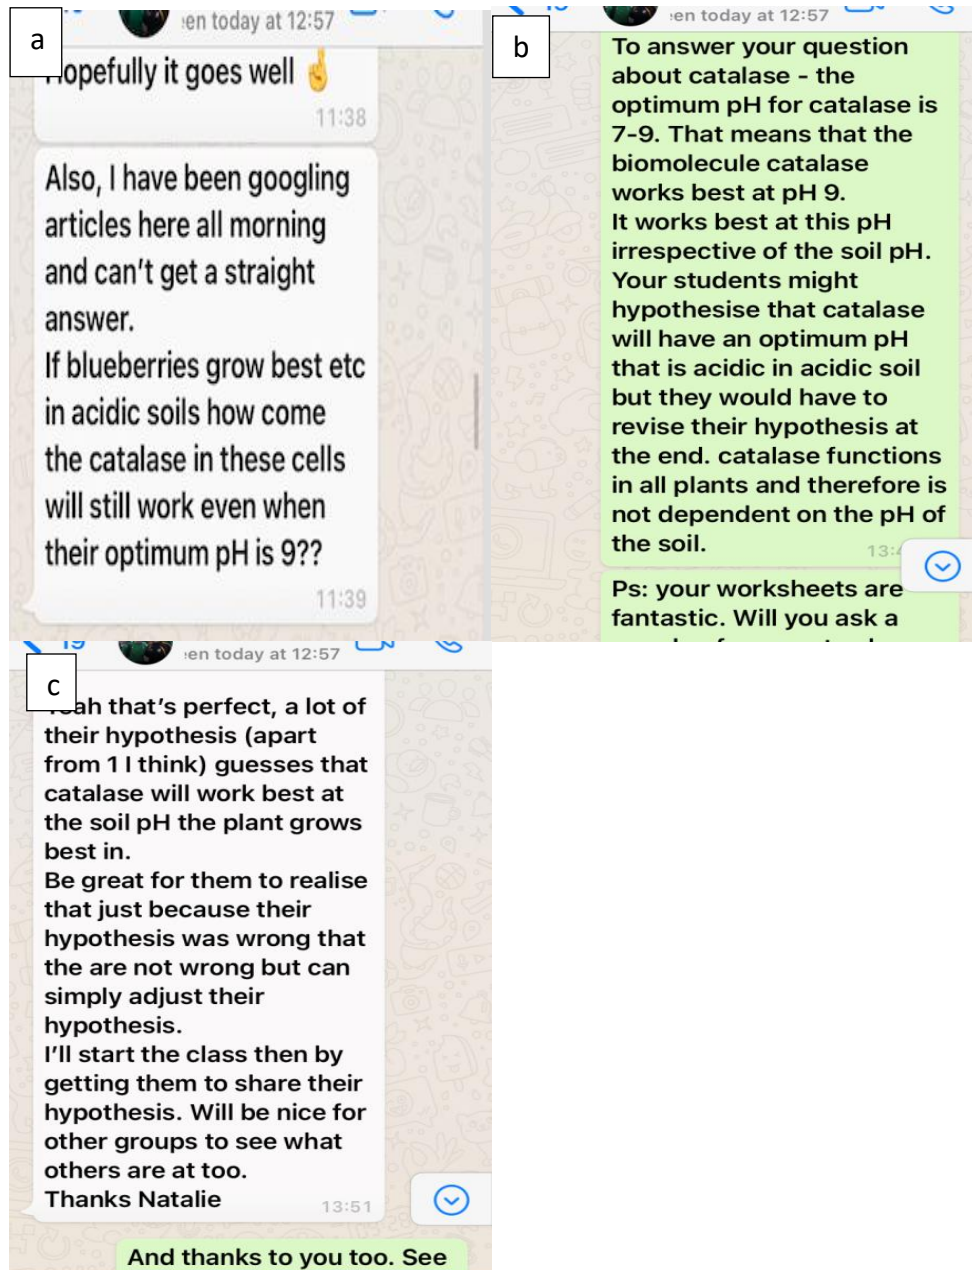 a
een today at 12:57
Hopefully it goes well 🤞
11:38
Also, I have been googling
articles here all morning
and can't get a straight
answer.
If blueberries grow best etc
in acidic soils how come
the catalase in these cells
will still work even when
their optimum pH is 9??
11:39
b
een today at 12:57
To answer your question
about catalase - the
optimum pH for catalase is
7-9. That means that the
biomolecule catalase
works best at pH 9.
It works best at this pH
irrespective of the soil pH.
Your students might
hypothesise that catalase
will have an optimum pH
that is acidic in acidic soil
but they would have to
revise their hypothesis at
the end. catalase functions
in all plants and therefore is
not dependent on the pH of
the soil.
13:4
Ps: your worksheets are
fantastic. Will you ask a
19
een today at 12:57
c
Yeah that's perfect, a lot of
their hypothesis (apart
from 1 I think) guesses that
catalase will work best at
the soil pH the plant grows
best in.
Be great for them to realise
that just because their
hypothesis was wrong that
the are not wrong but can
simply adjust their
hypothesis.
I'll start the class then by
getting them to share their
hypothesis. Will be nice for
other groups to see what
others are at too.
Thanks Natalie
13:51
And thanks to you too. See